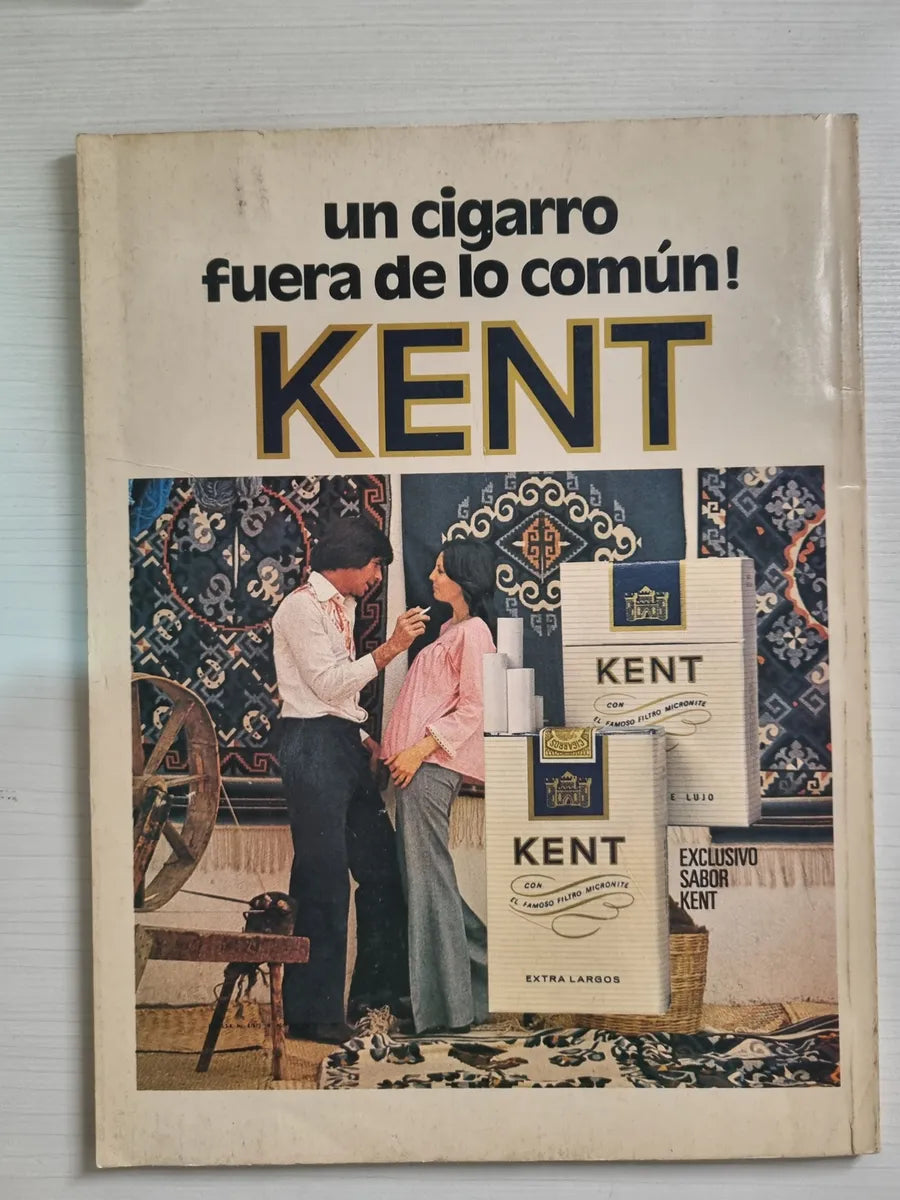 un cigarro
fuera de lo común!
KENT
KENT
CON
EL FAMOSO FILTRO MICRONITE
E LUJO
CIGARROS
KENT
CON
EL FAMOSO FILTRO MICRONITE
EXTRA LARGOS
EXCLUSIVO
SABOR
KENT